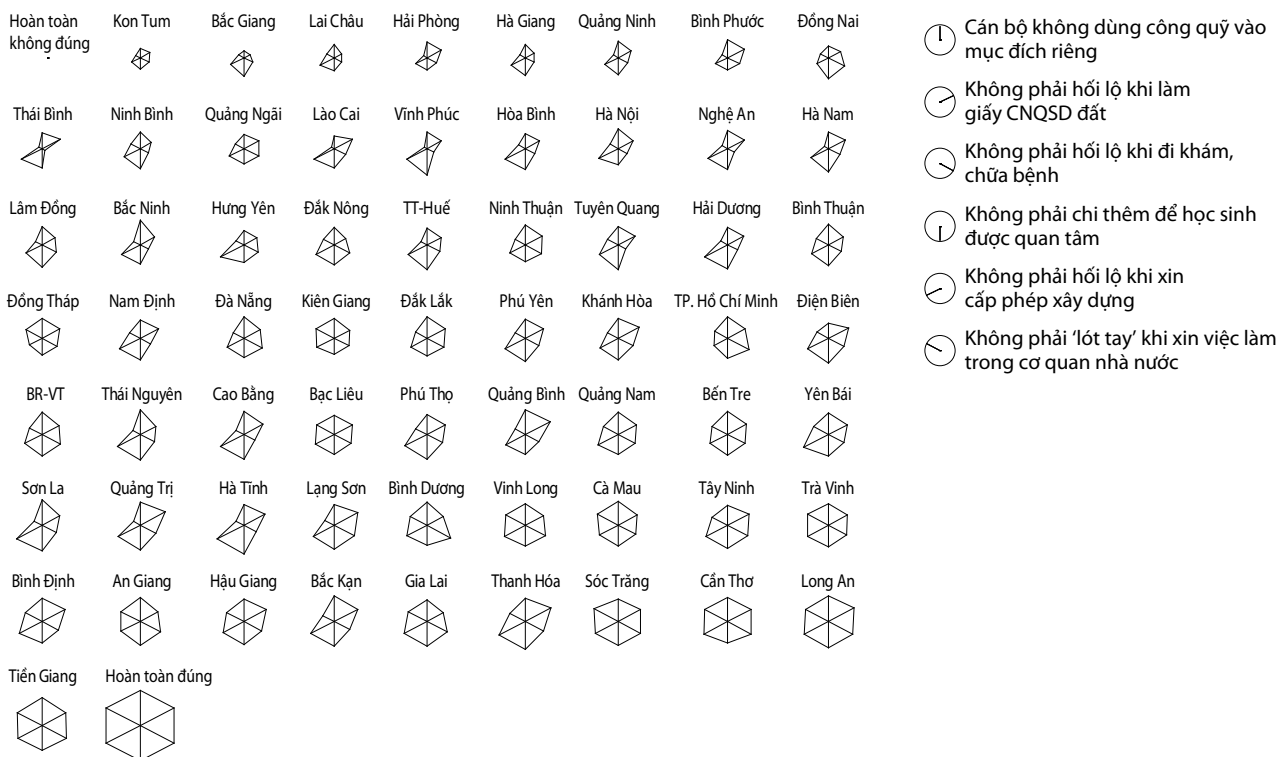 Hoàn toàn
không đúng
Kon Tum
Bắc Giang
Lai Châu
Hải Phòng
Hà Giang
Quảng Ninh
Bình Phước
Đồng Nai
Thái Bình
Ninh Bình
Quảng Ngãi
Lào Cai
Vĩnh Phúc
Hòa Bình
Hà Nội
Nghệ An
Hà Nam
Lâm Đồng
Bắc Ninh
Hưng Yên
Đắk Nông
TT-Huế
Ninh Thuận
Tuyên Quang
Hải Dương
Bình Thuận
Đồng Tháp
Nam Định
Đà Nẵng
Kiên Giang
Đắk Lắk
Phú Yên
Khánh Hòa
TP. Hồ Chí Minh
Điện Biên
BR-VT
Thái Nguyên
Cao Bằng
Bạc Liêu
Phú Thọ
Quảng Bình
Quảng Nam
Bến Tre
Yên Bái
Sơn La
Quảng Trị
Hà Tĩnh
Lạng Sơn
Bình Dương
Vinh Long
Cà Mau
Tây Ninh
Trà Vinh
Bình Định
An Giang
Hậu Giang
Bắc Kạn
Gia Lai
Thanh Hóa
Sóc Trăng
Cần Thơ
Long An
Tiền Giang
Hoàn toàn đúng
Cán bộ không dùng công quỹ vào
mục đích riêng
Không phải hối lộ khi làm
giấy CNQSD đất
Không phải hối lộ khi đi khám,
chữa bệnh
Không phải chi thêm để học sinh
được quan tâm
Không phải hối lộ khi xin
cấp phép xây dựng
Không phải ‘lót tay’ khi xin việc làm
trong cơ quan nhà nước